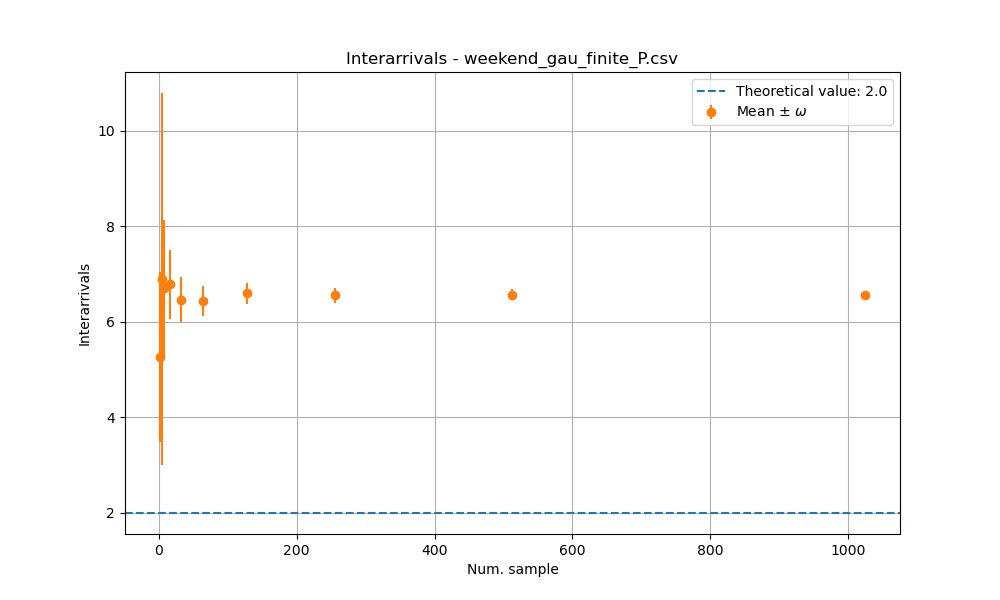 Interarrivals - weekend_gau_finite_P.csv
Theoretical value: 2.0
Mean ± ω
10
8
6
4
2
Interarrivals
0 200 400 600 800 1000
Num. sample